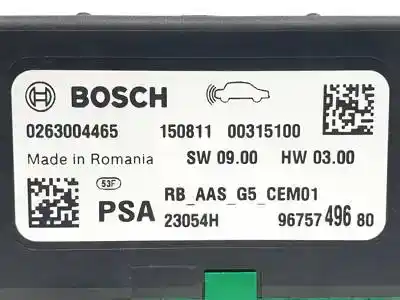 BOSCH
0263004465 150811 00315100
Made in Romania SW 09.00 HW 03.00
53F RB_AAS_G5_CEM01
PSA 23054H 96757 496 80